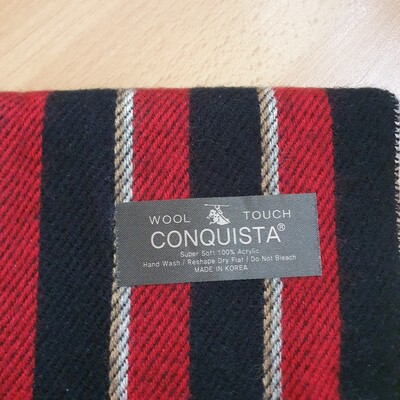 WOOL TOUCH
CONQUISTA®
Super Soft 100% Acrylic
Hand Wash / Reshape Dry Flat / Do Not Bleach
MADE IN KOREA